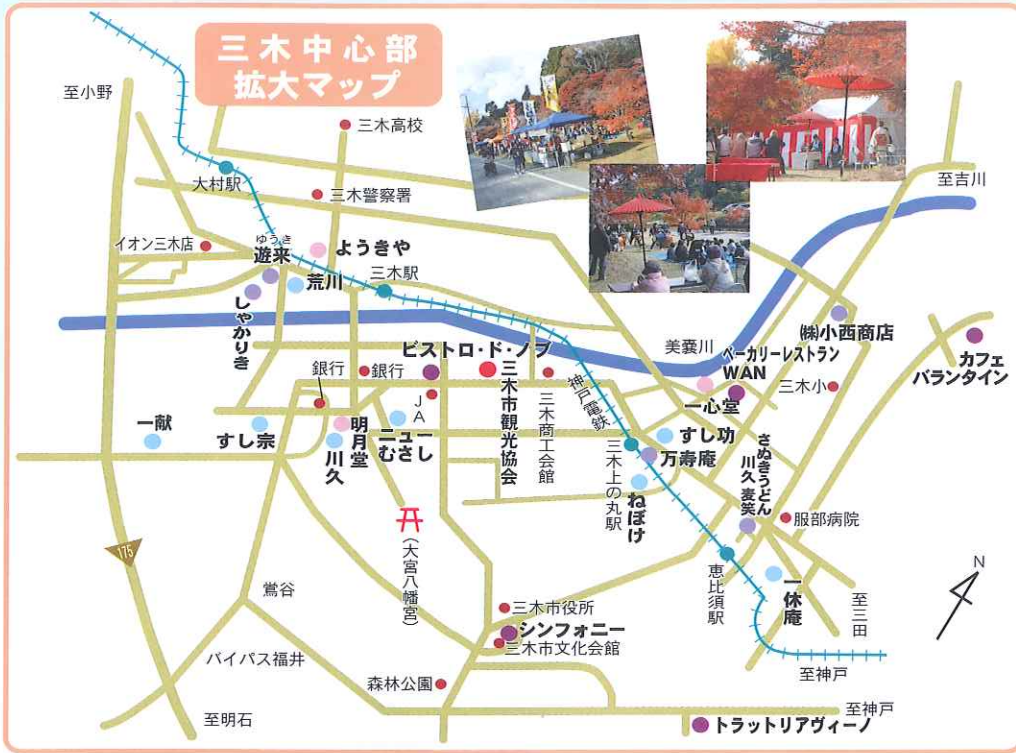 三木中心部
拡大マップ
至小野
三木高校
大村駅
三木警察署
至吉川
イオン三木店
ゆうき
遊来
ようきや
荒川
三木駅
しゃかりき
㈱小西商店
美嚢川
ベーカリーレストラン
WAN
カフェ
バランタイン
ビストロ・ド・ノブ
銀行
銀行
JA
三木市観光協会
三木商工会館
神戸電鉄
一心堂
三木小
一献
すし宗
明月堂
川久
ニュー
むさし
すし功
万寿庵
三木上の丸駅
ねぼけ
さぬきうどん
川久 麦笑
服部病院
(大宮八幡宮)
175
N
鴬谷
恵比須駅
一休庵
至三田
三木市役所
シンフォニー
三木市文化会館
バイパス福井
至神戸
森林公園
至明石
至神戸
トラットリアヴィーノ